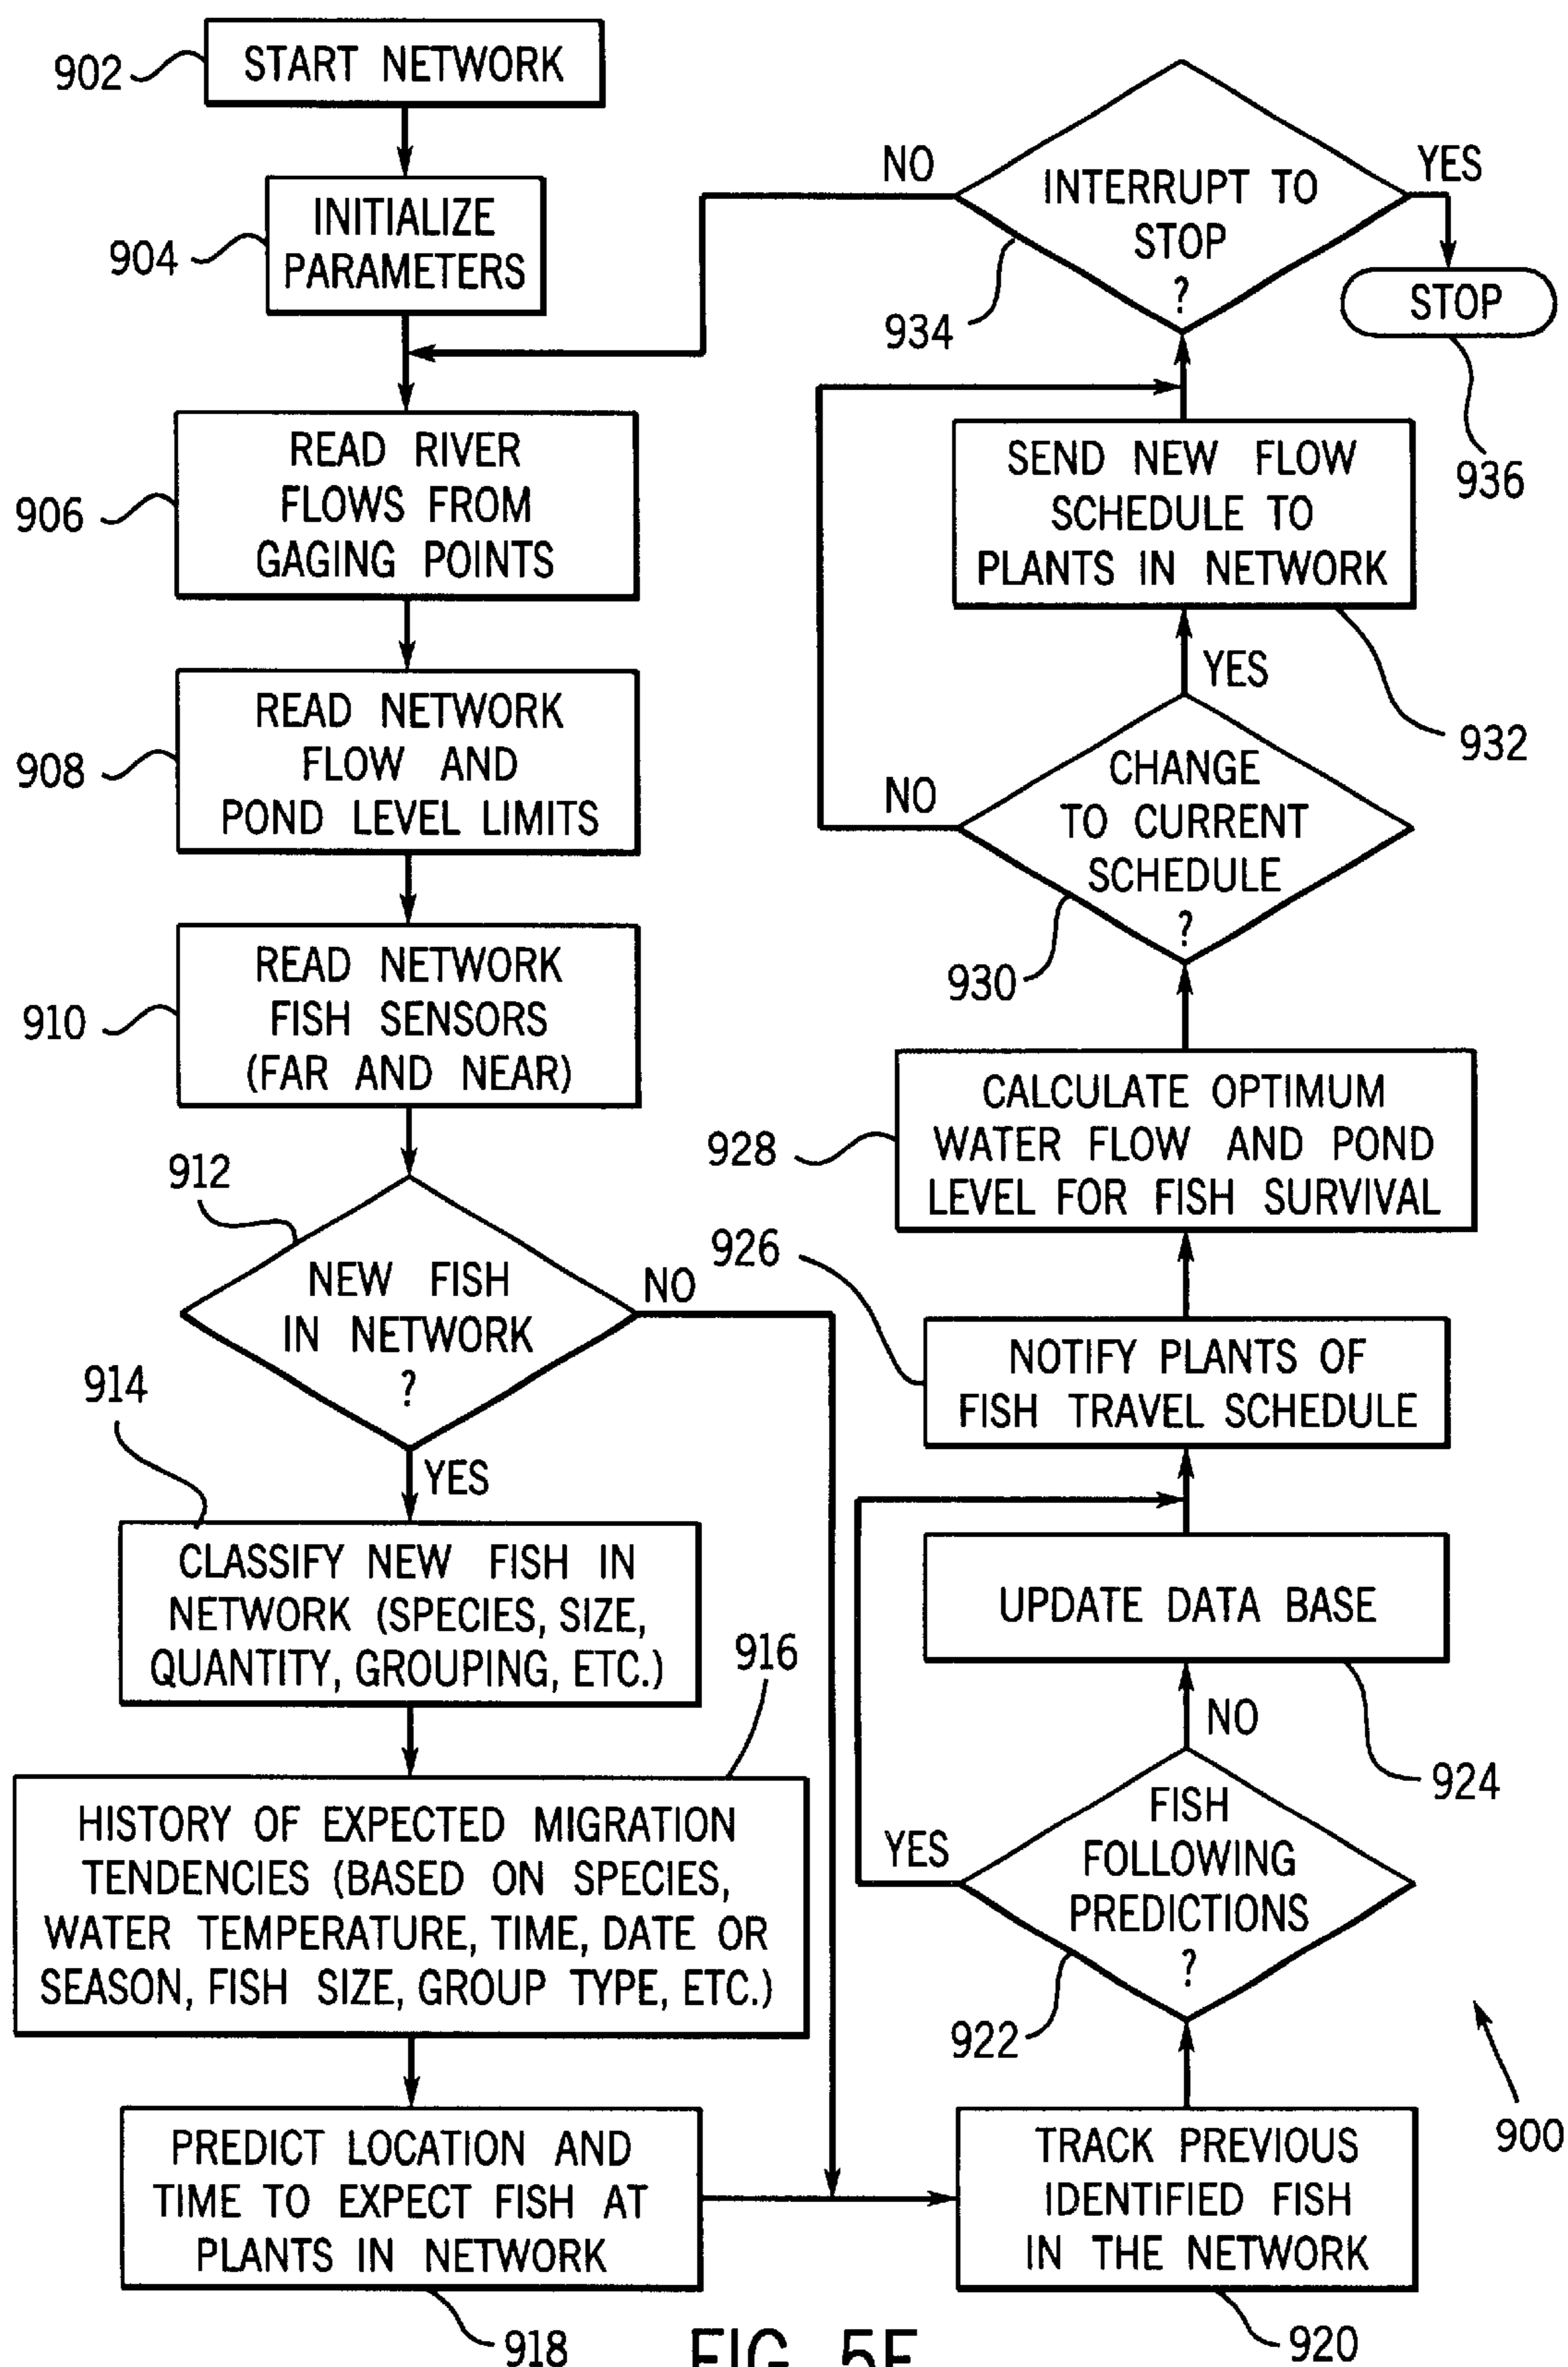 902
START NETWORK
904
INITIALIZE
PARAMETERS
906
READ RIVER
FLOWS FROM
GAGING POINTS
908
READ NETWORK
FLOW AND
POND LEVEL LIMITS
910
READ NETWORK
FISH SENSORS
(FAR AND NEAR)
912
NEW FISH
IN NETWORK
?
NO
YES
914
CLASSIFY NEW FISH IN
NETWORK (SPECIES, SIZE,
QUANTITY, GROUPING, ETC.)
916
HISTORY OF EXPECTED MIGRATION
TENDENCIES (BASED ON SPECIES,
WATER TEMPERATURE, TIME, DATE OR
SEASON, FISH SIZE, GROUP TYPE, ETC.)
PREDICT LOCATION AND
TIME TO EXPECT FISH AT
PLANTS IN NETWORK
918
TRACK PREVIOUS
IDENTIFIED FISH
IN THE NETWORK
920
900
FISH
FOLLOWING
PREDICTIONS
?
922
YES
NO
UPDATE DATA BASE
924
926
NOTIFY PLANTS OF
FISH TRAVEL SCHEDULE
928
CALCULATE OPTIMUM
WATER FLOW AND POND
LEVEL FOR FISH SURVIVAL
CHANGE
TO CURRENT
SCHEDULE
?
930
NO
YES
SEND NEW FLOW
SCHEDULE TO
PLANTS IN NETWORK
932
INTERRUPT TO
STOP
?
934
NO
YES
STOP
936
FIG. 5F